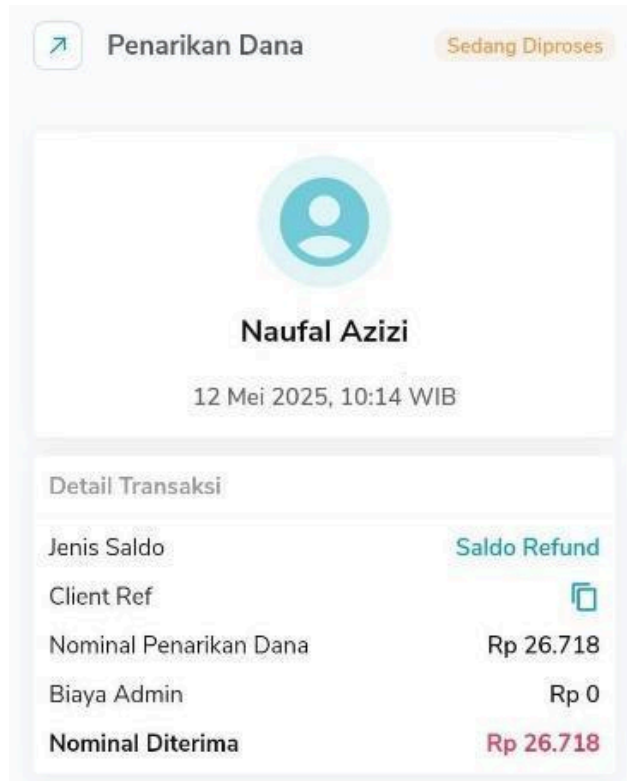 Penarikan Dana
Sedang Diproses
Naufal Azizi
12 Mei 2025, 10:14 WIB
Detail Transaksi
Jenis Saldo Saldo Refund
Client Ref
Nominal Penarikan Dana Rp 26.718
Biaya Admin Rp 0
Nominal Diterima Rp 26.718